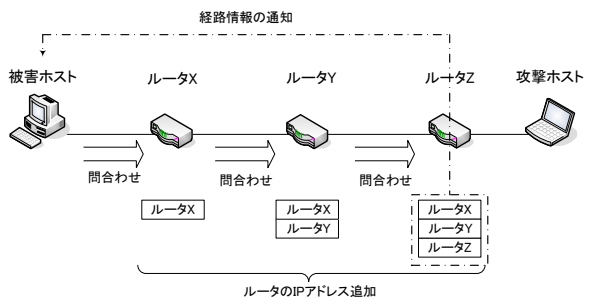 経路情報の通知
被害ホスト
ルータX
ルータY
ルータZ
攻撃ホスト
問合わせ
問合わせ
問合わせ
ルータX
ルータX
ルータY
ルータX
ルータY
ルータZ
ルータのIPアドレス追加